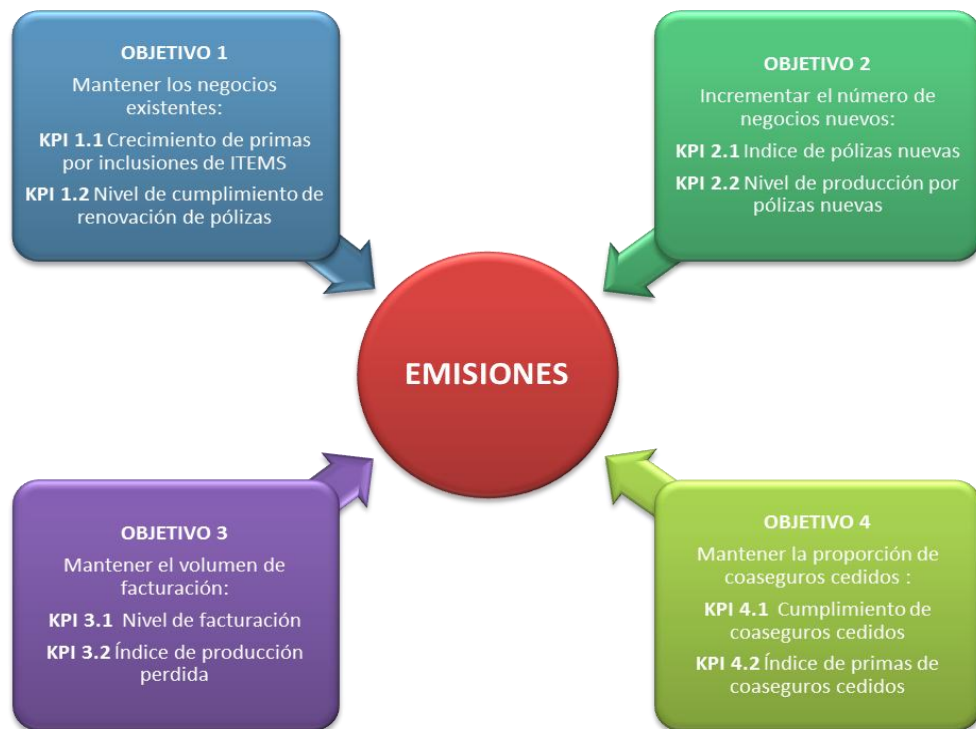 OBJETIVO 1
Mantener los negocios
existentes:
KPI 1.1 Crecimiento de primas
por inclusiones de ITEMS
KPI 1.2 Nivel de cumplimiento de
renovación de pólizas
OBJETIVO 2
Incrementar el número de
negocios nuevos:
KPI 2.1 Indice de pólizas nuevas
KPI 2.2 Nivel de producción por
pólizas nuevas
EMISIONES
OBJETIVO 3
Mantener el volumen de
facturación:
KPI 3.1 Nivel de facturación
KPI 3.2 Índice de producción
perdida
OBJETIVO 4
Mantener la proporción de
coaseguros cedidos :
KPI 4.1 Cumplimiento de
coaseguros cedidos
KPI 4.2 Índice de primas de
coaseguros cedidos